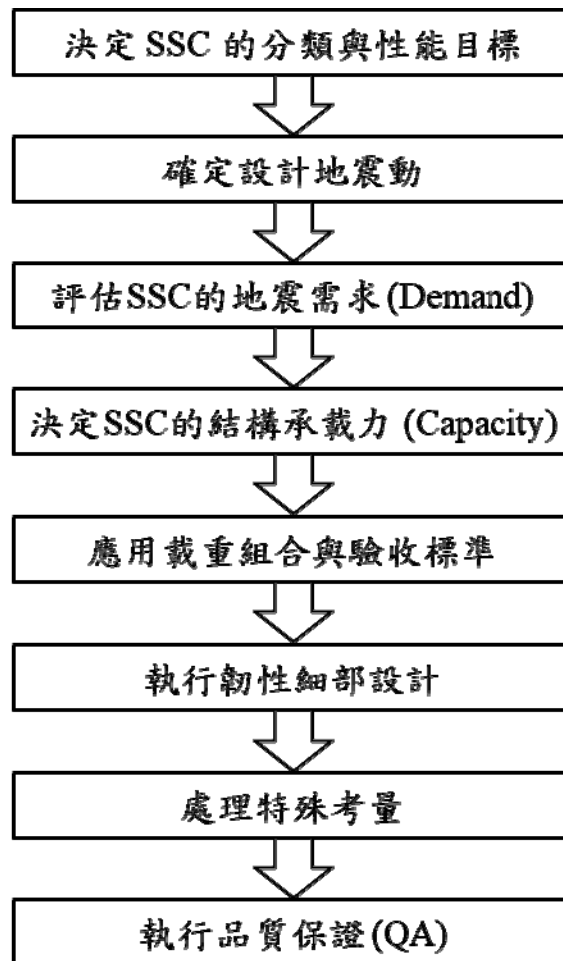 決定 SSC 的分類與性能目標
確定設計地震動
評估SSC的地震需求(Demand)
決定SSC的結構承載力 (Capacity)
應用載重組合與驗收標準
執行韌性細部設計
處理特殊考量
執行品質保證(QA)